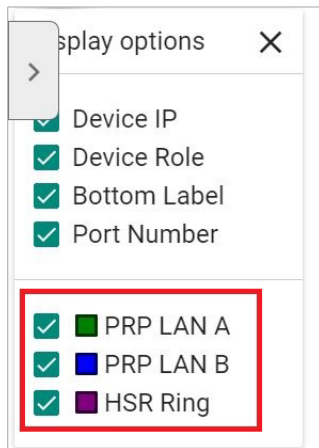 splay options
Device IP
Device Role
Bottom Label
Port Number
PRP LAN A
PRP LAN B
HSR Ring